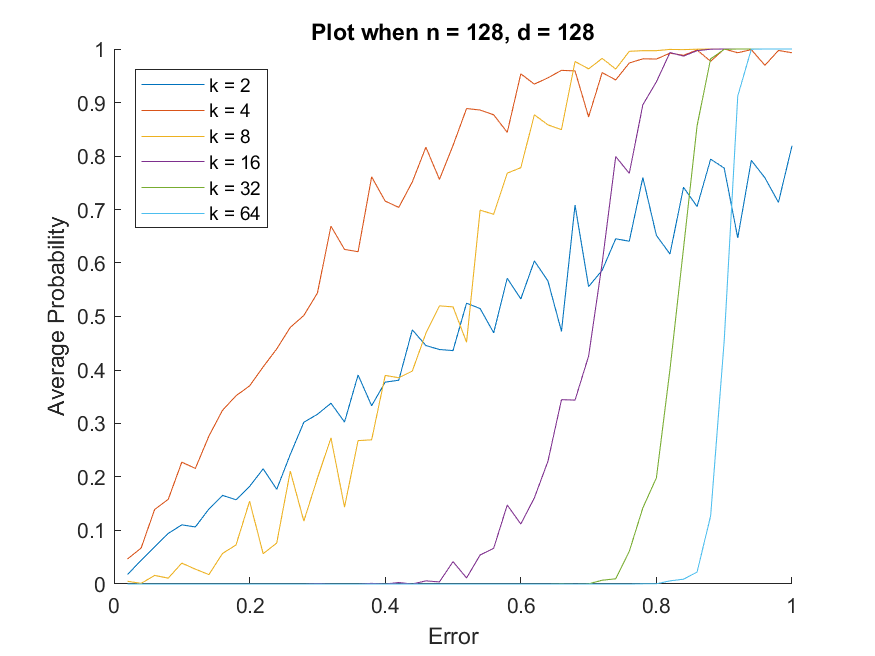 Plot when n = 128, d = 128
1
0.9
0.8
0.7
0.6
0.5
0.4
0.3
0.2
0.1
0
Average Probability
k = 2
k = 4
k = 8
k = 16
k = 32
k = 64
0 0.2 0.4 0.6 0.8 1
Error